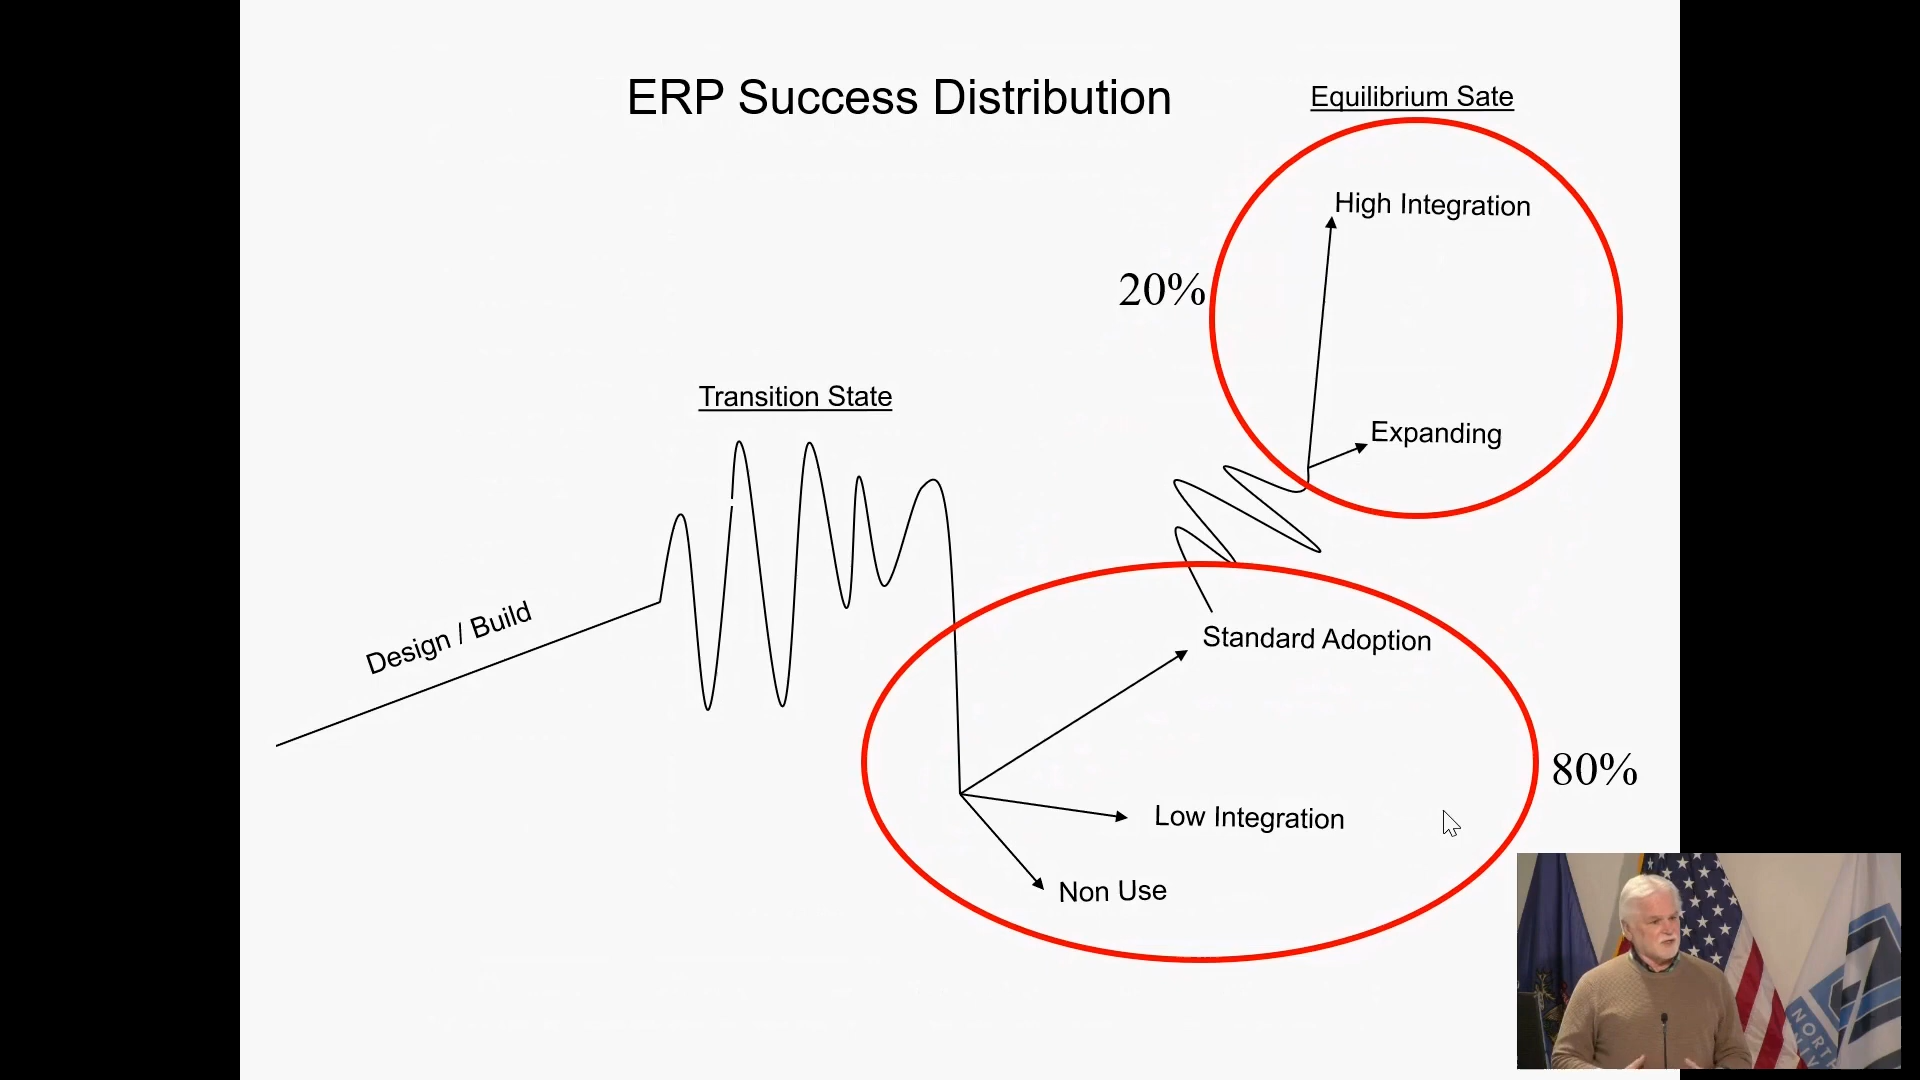 ERP Success Distribution
Equilibrium Sate
High Integration
20%
Expanding
Transition State
Design / Build
Standard Adoption
80%
Low Integration
Non Use